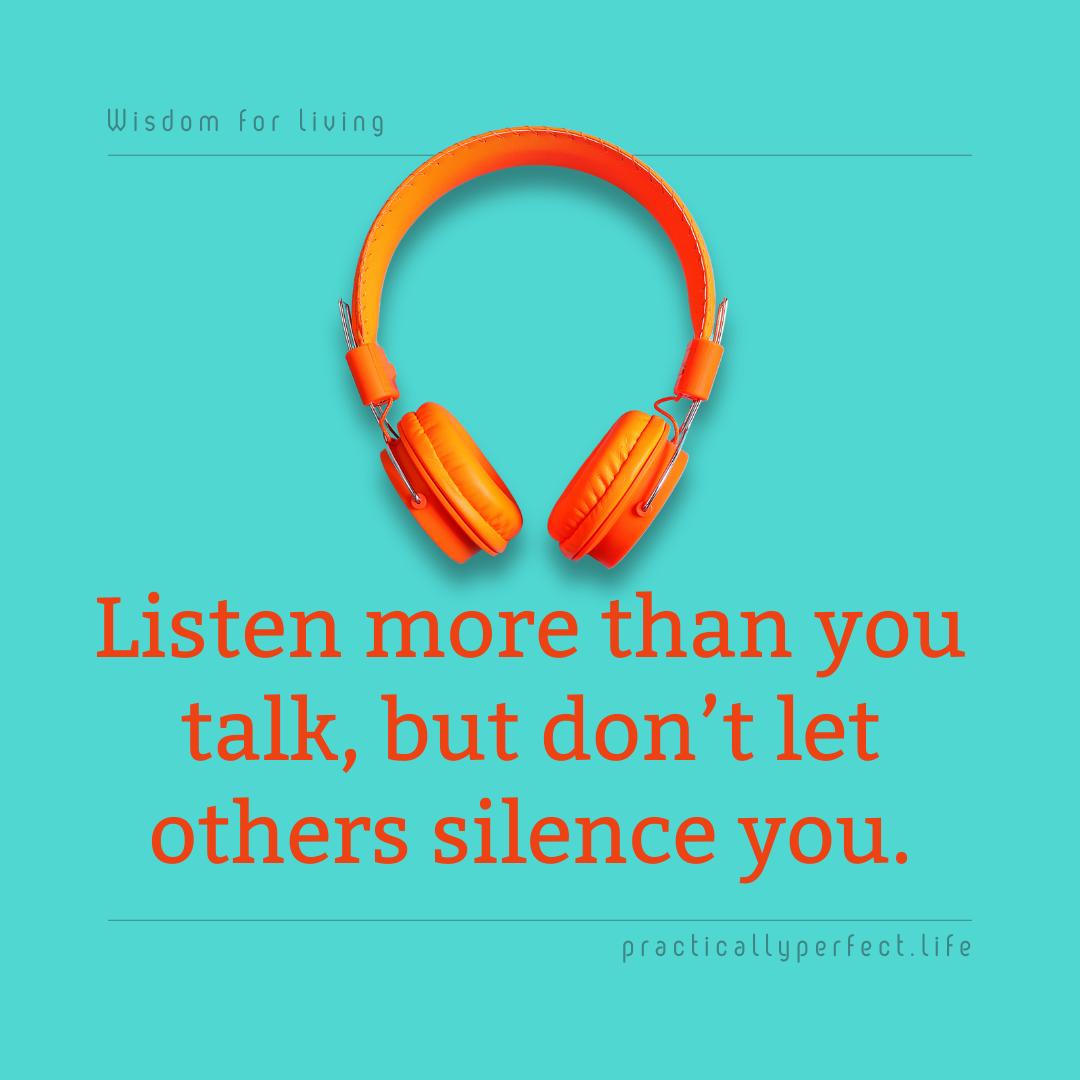 Wisdom for living
Listen more than you
talk, but don’t let
others silence you.
practicallyperfect.life